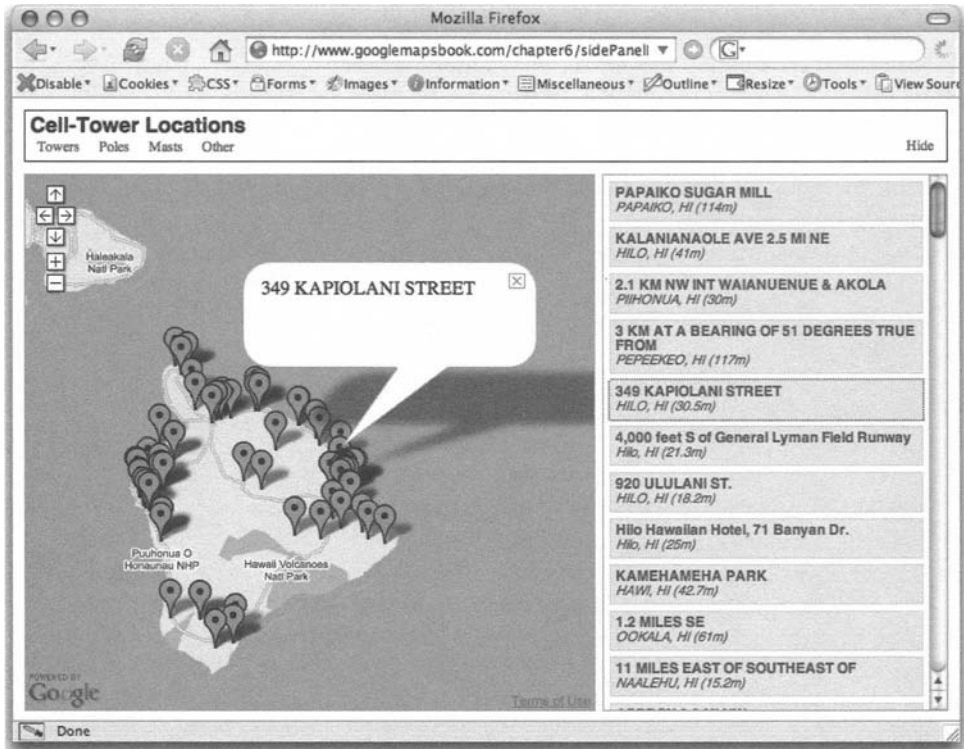 Mozilla Firefox
http://www.googlemapsbook.com/chapter6/sidePanell
G
Disable Cookies CSS Forms Images Information Miscellaneous Outline Resize Tools View Sour
Cell-Tower Locations
Towers Poles Masts Other
Hide
Haleakala
Natl Park
349 KAPIOLANI STREET
Puuhonua O
Honaunau NHP
Hawaii Volcanoes
Natl Park
POWERED BY
Google
Terms of Use
PAPAIKO SUGAR MILL
PAPAIKO, HI (114m)
KALANIANAOLE AVE 2.5 MI NE
HILO, HI (41m)
2.1 KM NW INT WAIANUENUE & AKOLA
PIIHONUA, HI (30m)
3 KM AT A BEARING OF 51 DEGREES TRUE
FROM
PEPEEKEO, HI (117m)
349 KAPIOLANI STREET
HILO, HI (30.5m)
4,000 feet S of General Lyman Field Runway
Hilo, HI (21.3m)
920 ULULANI ST.
HILO, HI (18.2m)
Hilo Hawaiian Hotel, 71 Banyan Dr.
Hilo, HI (25m)
KAMEHAMEHA PARK
HAWI, HI (42.7m)
1.2 MILES SE
OOKALA, HI (61m)
11 MILES EAST OF SOUTHEAST OF
NAALEHU, HI (15.2m)
Done